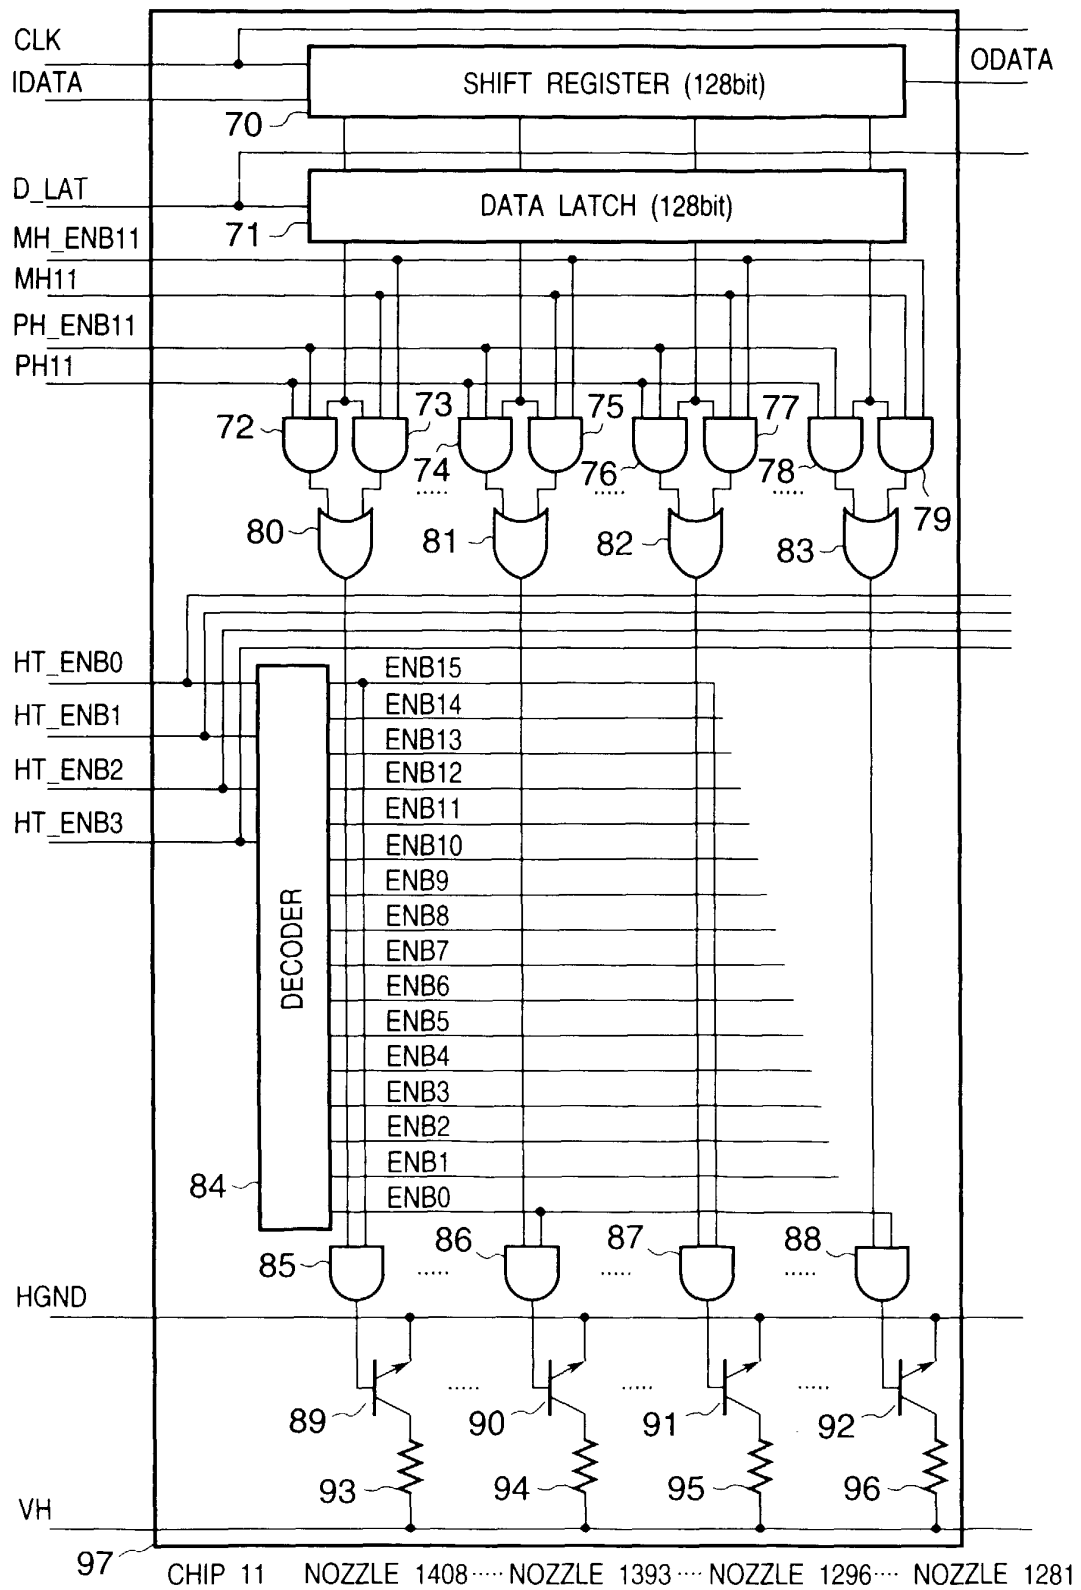 CLK
IDATA
ODATA
SHIFT REGISTER (128bit)
70
D_LAT
DATA LATCH (128bit)
71
MH_ENB11
MH11
PH_ENB11
PH11
72
73
74
75
76
77
78
79
80
81
82
83
HT_ENB0
HT_ENB1
HT_ENB2
HT_ENB3
DECODER
84
ENB15
ENB14
ENB13
ENB12
ENB11
ENB10
ENB9
ENB8
ENB7
ENB6
ENB5
ENB4
ENB3
ENB2
ENB1
ENB0
85
86
87
88
HGND
89
90
91
92
93
94
95
96
VH
97
CHIP 11 NOZZLE 1408 ····· NOZZLE 1393 ···· NOZZLE 1296 ···· NOZZLE 1281